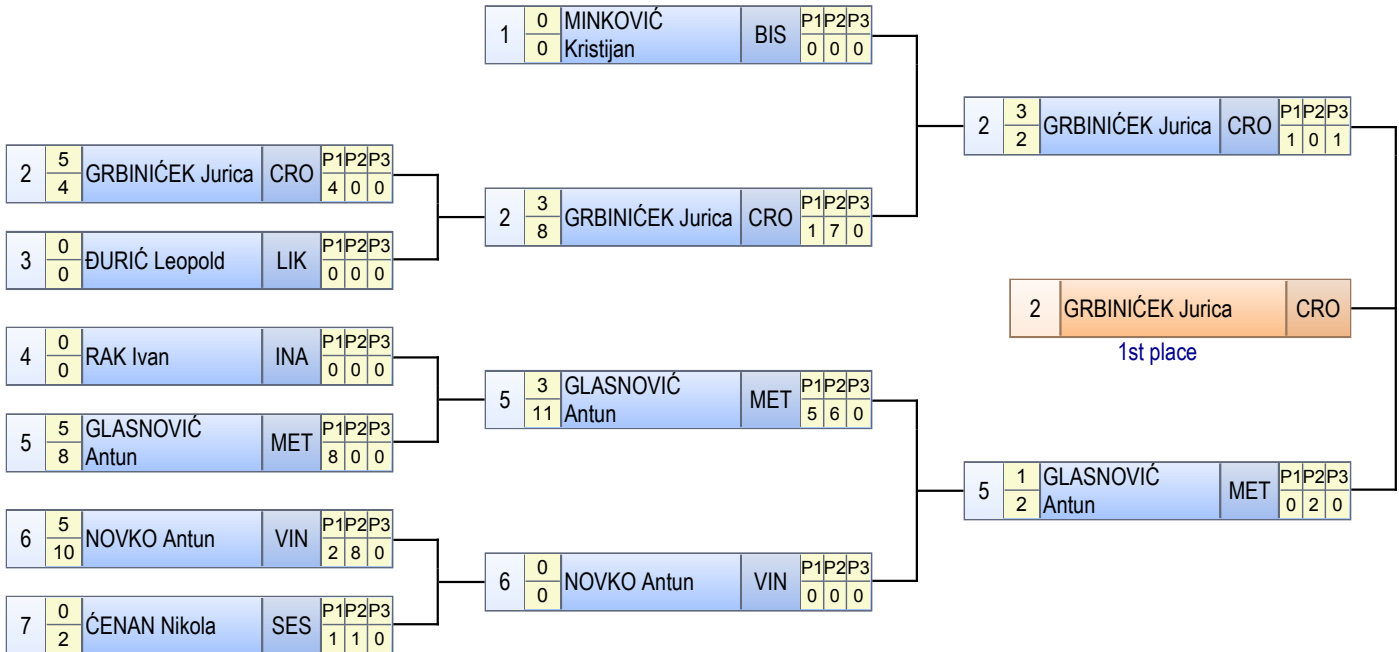 1 0 MINKOVIĆ BIS P1 P2 P3
0 Kristijan 0 0 0
2 3 GRBINIĆEK Jurica CRO P1 P2 P3
2 1 0 1
2 5 GRBINIĆEK Jurica CRO P1 P2 P3
4 4 0 0
2 3 GRBINIĆEK Jurica CRO P1 P2 P3
8 1 7 0
3 0 ĐURIĆ Leopold LIK P1 P2 P3
0 0 0 0
2 GRBINIĆEK Jurica CRO
1st place
4 0 RAK Ivan INA P1 P2 P3
0 0 0 0
5 3 GLASNOVIĆ MET P1 P2 P3
11 Antun 5 6 0
5 5 GLASNOVIĆ MET P1 P2 P3
8 Antun 8 0 0
5 1 GLASNOVIĆ MET P1 P2 P3
2 Antun 0 2 0
6 5 NOVKO Antun VIN P1 P2 P3
10 2 8 0
6 0 NOVKO Antun VIN P1 P2 P3
0 0 0 0
7 0 ĆENAN Nikola SES P1 P2 P3
2 1 1 0